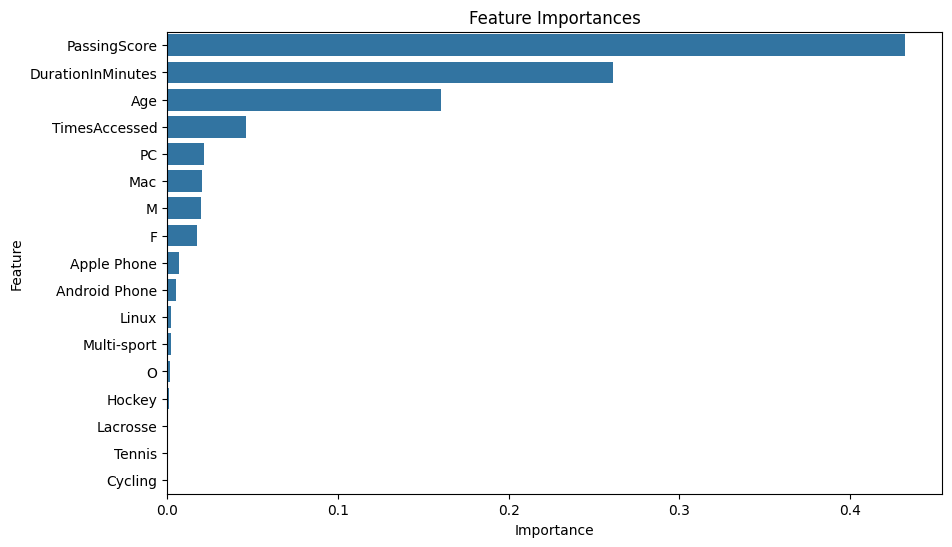 Feature Importances
PassingScore
DurationInMinutes
Age
TimesAccessed
PC
Mac
M
F
Apple Phone
Android Phone
Linux
Multi-sport
O
Hockey
Lacrosse
Tennis
Cycling
Feature
0.0 0.1 0.2 0.3 0.4
Importance